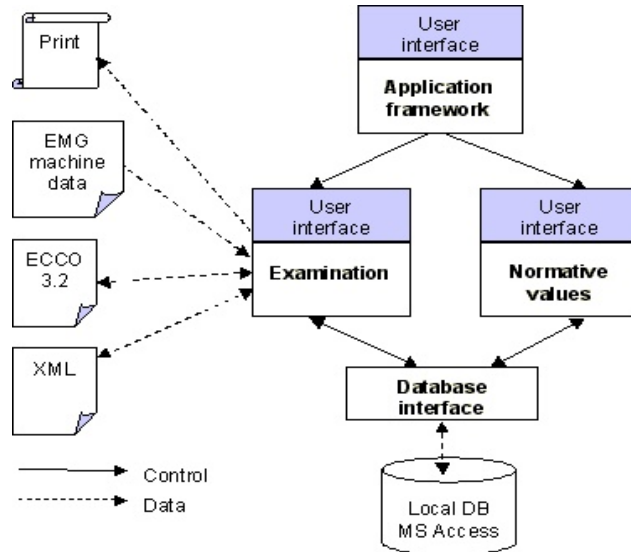 Print
User
interface
Application
framework
EMG
machine
data
User
interface
Examination
User
interface
Normative
values
ECCO
3.2
XML
Database
interface
Control
Data
Local DB
MS Access